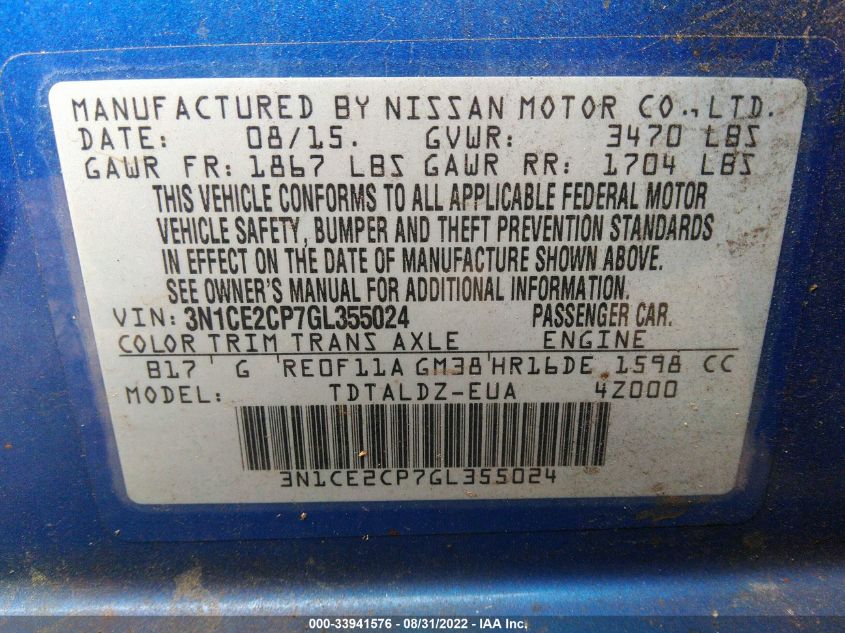 MANUFACTURED BY NISSAN MOTOR CO., LTD.
DATE: 08/15. GVWR: 3470 LBS
GAWR FR: 1867 LBS GAWR RR: 1704 LBS
THIS VEHICLE CONFORMS TO ALL APPLICABLE FEDERAL MOTOR
VEHICLE SAFETY, BUMPER AND THEFT PREVENTION STANDARDS
IN EFFECT ON THE DATE OF MANUFACTURE SHOWN ABOVE.
SEE OWNER'S MANUAL FOR ADDITIONAL INFORMATION.
VIN: 3N1CE2CP7GL355024 PASSENGER CAR.
COLOR TRIM TRANS AXLE ENGINE
B17 G RE0F11A GM38 HR16DE 1598 CC
MODEL: TDTALDZ-EUA 4Z000
3N1CE2CP7GL355024
000-33941576 - 08/31/2022 - IAA Inc.